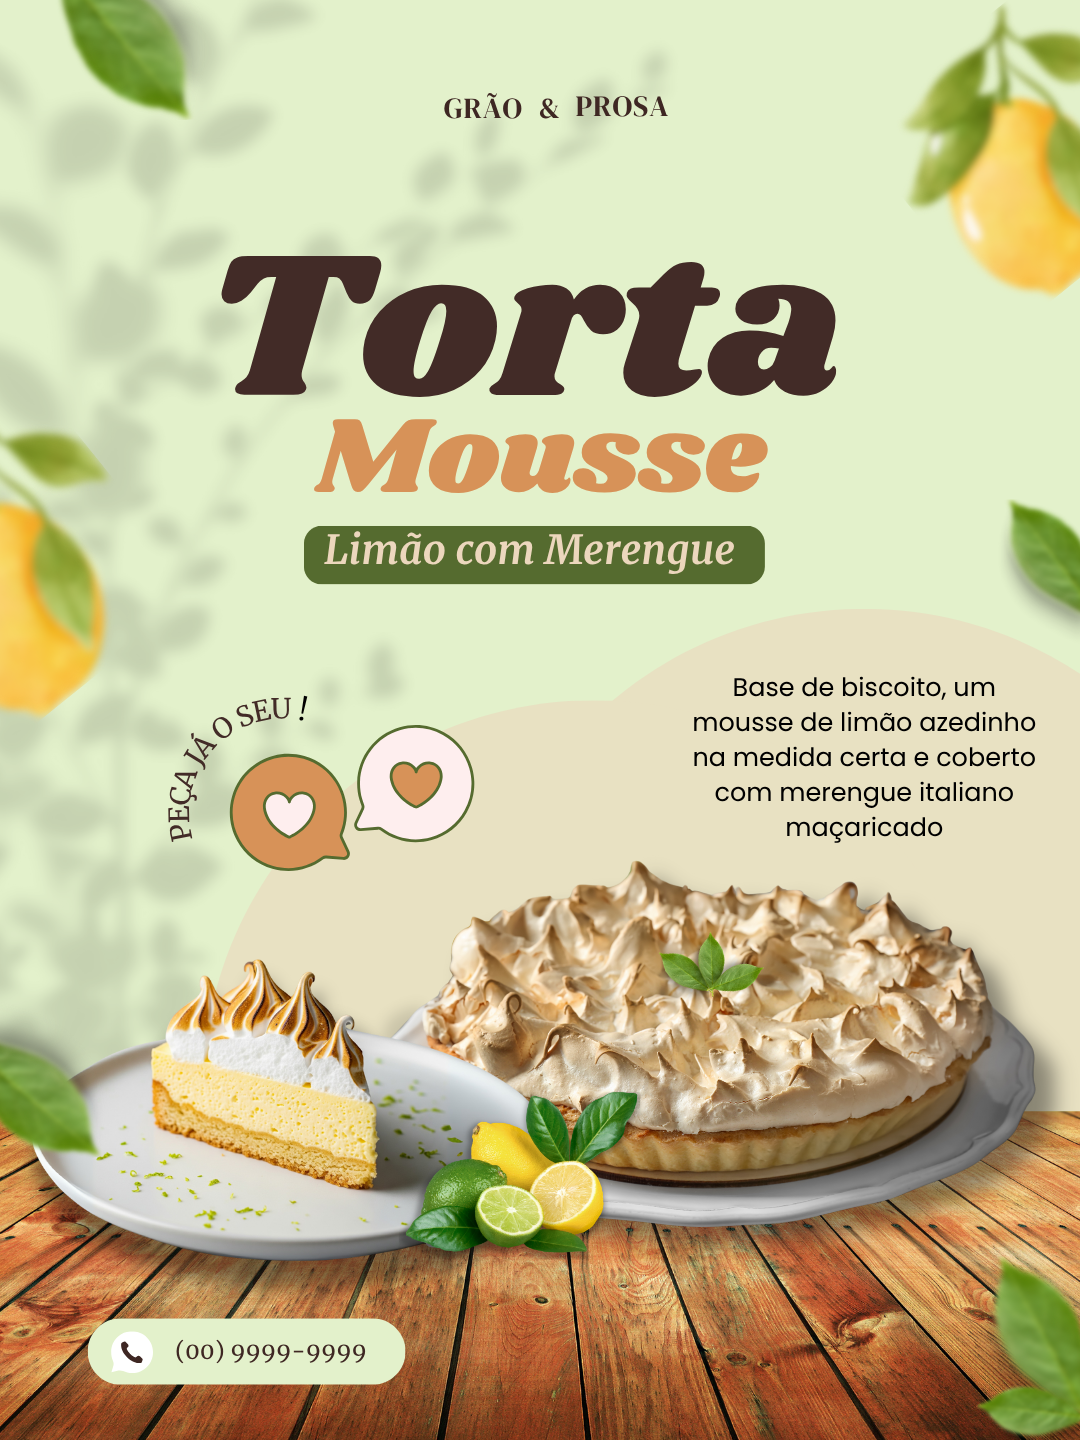 GRÃO & PROSA
Torta
Mousse
Limão com Merengue
Base de biscoito, um
mousse de limão azedinho
na medida certa e coberto
com merengue italiano
maçaricado
PEÇA JÁ O SEU !
(00) 9999-9999